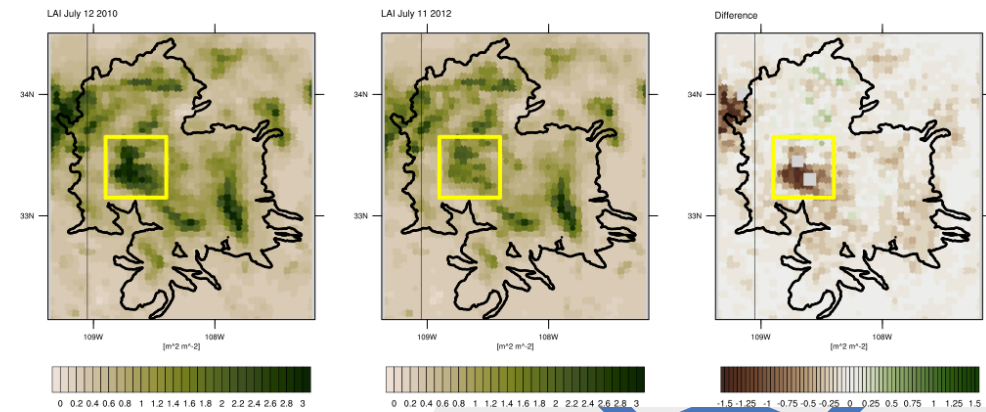 LAI July 12 2010
LAI July 11 2012
Difference
34N
34N
34N
33N
33N
33N
109W 108W
109W 108W
109W 108W
[m^2 m^-2]
[m^2 m^-2]
[m^2 m^-2]
0 0.2 0.4 0.6 0.8 1 1.2 1.4 1.6 1.8 2 2.2 2.4 2.6 2.8 3
0 0.2 0.4 0.6 0.8 1 1.2 1.4 1.6 1.8 2 2.2 2.4 2.6 2.8 3
-1.5 -1.25 -1 -0.75 -0.5 -0.25 0 0.25 0.5 0.75 1 1.25 1.5